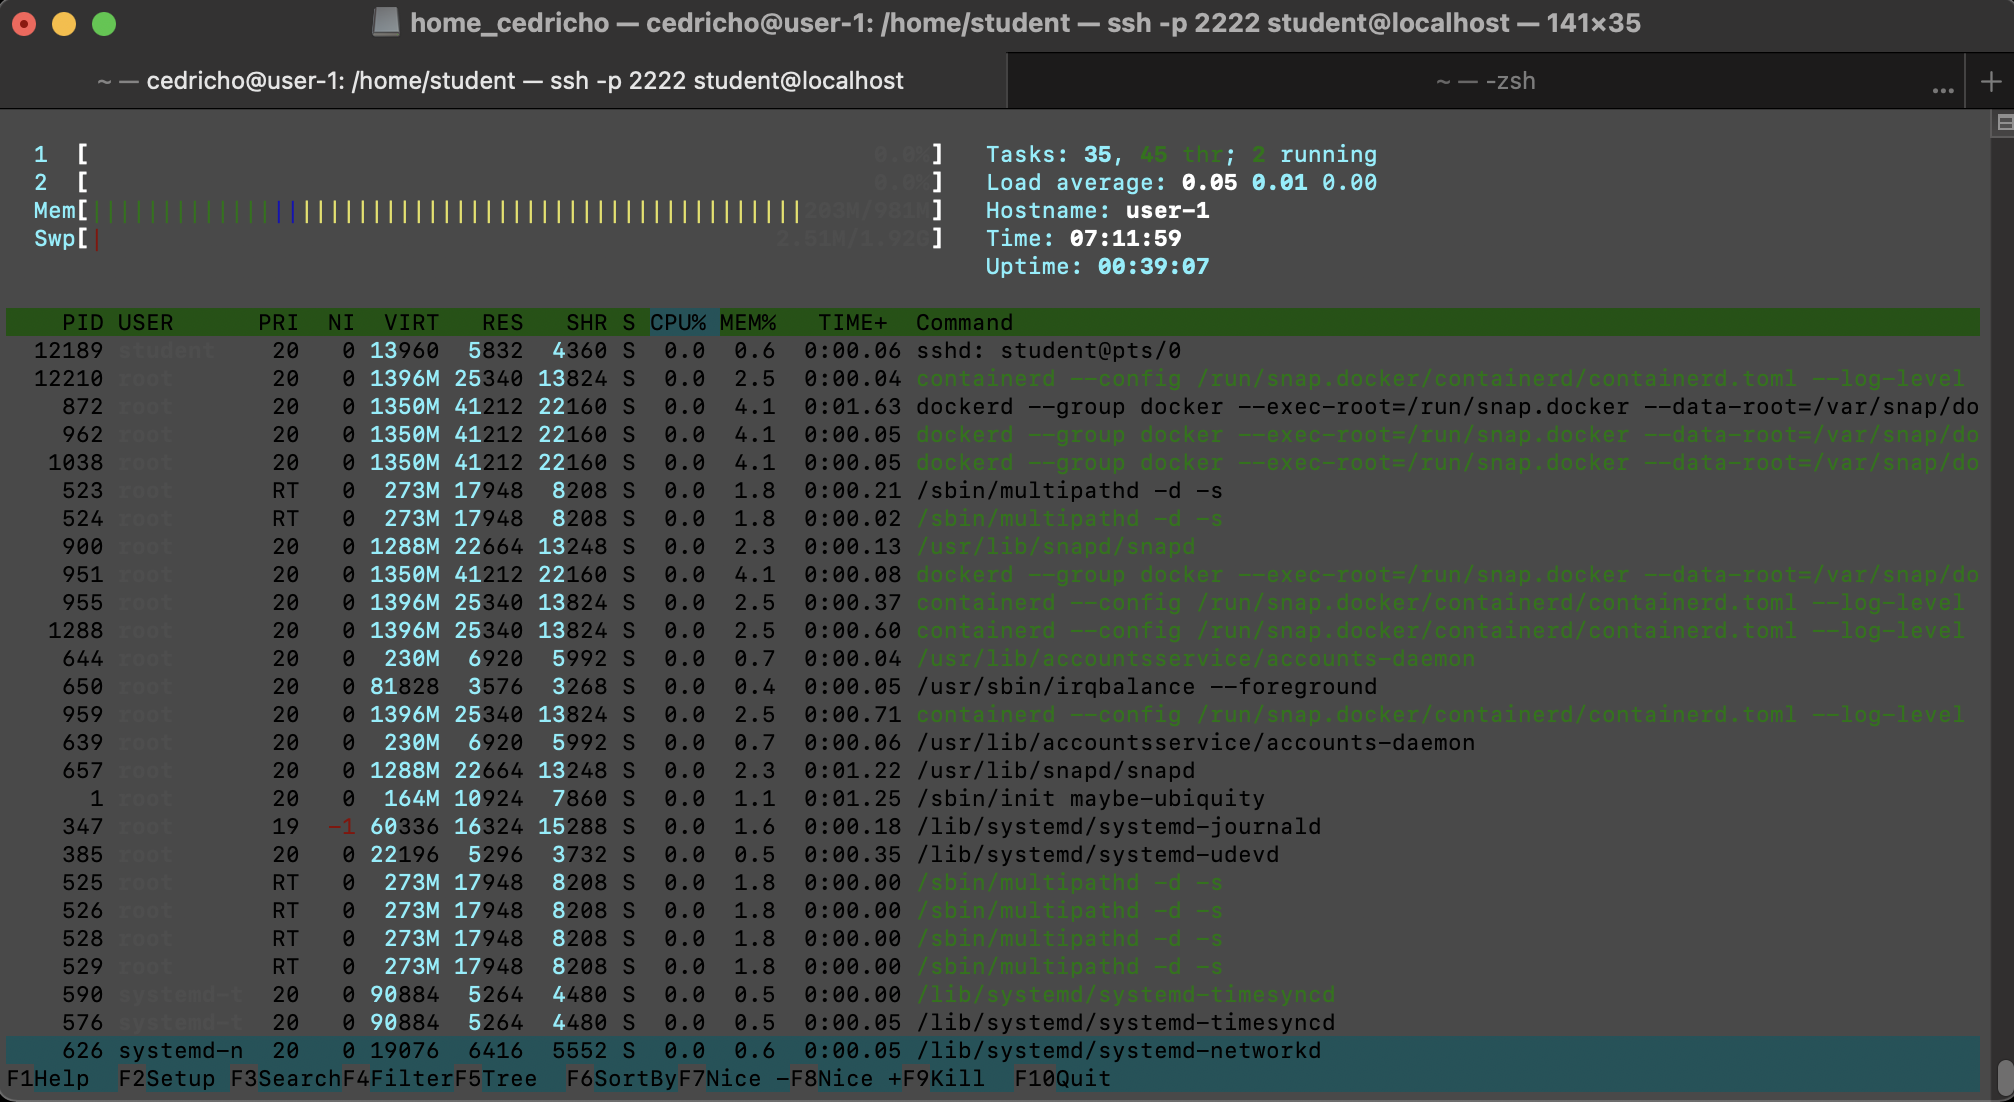 home_cedricho — cedricho@user-1: /home/student — ssh -p 2222 student@localhost — 141×35
~ — cedricho@user-1: /home/student — ssh -p 2222 student@localhost ~ — -zsh ... +
1 [ 0.0%] Tasks: 35, 45 thr; 2 running
2 [ 0.0%] Load average: 0.05 0.01 0.00
Mem[||||||||||||||||||||||||||||||||||||||||||||||||||||203M/981M] Hostname: user-1
Swp[| 2.51M/1.92G] Time: 07:11:59
Uptime: 00:39:07
PID USER PRI NI VIRT RES SHR S CPU% MEM% TIME+ Command
12189 student 20 0 13960 5832 4360 S 0.0 0.6 0:00.06 sshd: student@pts/0
12210 root 20 0 1396M 25340 13824 S 0.0 2.5 0:00.04 containerd --config /run/snap.docker/containerd/containerd.toml --log-level
872 root 20 0 1350M 41212 22160 S 0.0 4.1 0:01.63 dockerd --group docker --exec-root=/run/snap.docker --data-root=/var/snap/do
962 root 20 0 1350M 41212 22160 S 0.0 4.1 0:00.05 dockerd --group docker --exec-root=/run/snap.docker --data-root=/var/snap/do
1038 root 20 0 1350M 41212 22160 S 0.0 4.1 0:00.05 dockerd --group docker --exec-root=/run/snap.docker --data-root=/var/snap/do
523 root RT 0 273M 17948 8208 S 0.0 1.8 0:00.21 /sbin/multipathd -d -s
524 root RT 0 273M 17948 8208 S 0.0 1.8 0:00.02 /sbin/multipathd -d -s
900 root 20 0 1288M 22664 13248 S 0.0 2.3 0:00.13 /usr/lib/snapd/snapd
951 root 20 0 1350M 41212 22160 S 0.0 4.1 0:00.08 dockerd --group docker --exec-root=/run/snap.docker --data-root=/var/snap/do
955 root 20 0 1396M 25340 13824 S 0.0 2.5 0:00.37 containerd --config /run/snap.docker/containerd/containerd.toml --log-level
1288 root 20 0 1396M 25340 13824 S 0.0 2.5 0:00.60 containerd --config /run/snap.docker/containerd/containerd.toml --log-level
644 root 20 0 230M 6920 5992 S 0.0 0.7 0:00.04 /usr/lib/accountsservice/accounts-daemon
650 root 20 0 81828 3576 3268 S 0.0 0.4 0:00.05 /usr/sbin/irqbalance --foreground
959 root 20 0 1396M 25340 13824 S 0.0 2.5 0:00.71 containerd --config /run/snap.docker/containerd/containerd.toml --log-level
639 root 20 0 230M 6920 5992 S 0.0 0.7 0:00.06 /usr/lib/accountsservice/accounts-daemon
657 root 20 0 1288M 22664 13248 S 0.0 2.3 0:01.22 /usr/lib/snapd/snapd
1 root 20 0 164M 10924 7860 S 0.0 1.1 0:01.25 /sbin/init maybe-ubiquity
347 root 19 -1 60336 16324 15288 S 0.0 1.6 0:00.18 /lib/systemd/systemd-journald
385 root 20 0 22196 5296 3732 S 0.0 0.5 0:00.35 /lib/systemd/systemd-udevd
525 root RT 0 273M 17948 8208 S 0.0 1.8 0:00.00 /sbin/multipathd -d -s
526 root RT 0 273M 17948 8208 S 0.0 1.8 0:00.00 /sbin/multipathd -d -s
528 root RT 0 273M 17948 8208 S 0.0 1.8 0:00.00 /sbin/multipathd -d -s
529 root RT 0 273M 17948 8208 S 0.0 1.8 0:00.00 /sbin/multipathd -d -s
590 systemd-t 20 0 90884 5264 4480 S 0.0 0.5 0:00.00 /lib/systemd/systemd-timesyncd
576 systemd-t 20 0 90884 5264 4480 S 0.0 0.5 0:00.05 /lib/systemd/systemd-timesyncd
626 systemd-n 20 0 19076 6416 5552 S 0.0 0.6 0:00.05 /lib/systemd/systemd-networkd
F1Help F2Setup F3SearchF4FilterF5Tree F6SortByF7Nice -F8Nice +F9Kill F10Quit